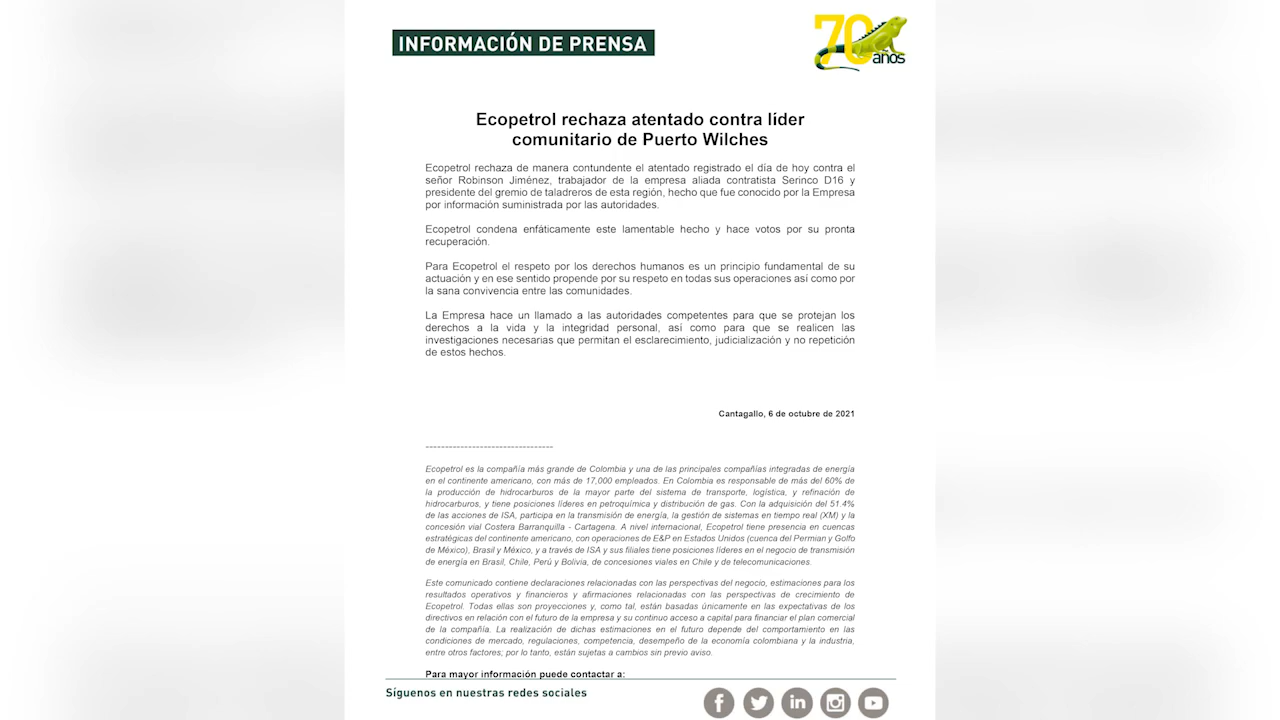 INFORMACIÓN DE PRENSA
70 años
Ecopetrol rechaza atentado contra líder
comunitario de Puerto Wilches
Ecopetrol rechaza de manera contundente el atentado registrado el día de hoy contra el
señor Robinson Jiménez, trabajador de la empresa aliada contratista Serinco D16 y
presidente del gremio de taladreros de esta región, hecho que fue conocido por la Empresa
por información suministrada por las autoridades.
Ecopetrol condena enfáticamente este lamentable hecho y hace votos por su pronta
recuperación.
Para Ecopetrol el respeto por los derechos humanos es un principio fundamental de su
actuación y en ese sentido propende por su respeto en todas sus operaciones así como por
la sana convivencia entre las comunidades.
La Empresa hace un llamado a las autoridades competentes para que se protejan los
derechos a la vida y la integridad personal, así como para que se realicen las
investigaciones necesarias que permitan el esclarecimiento, judicialización y no repetición
de estos hechos.
Cantagallo, 6 de octubre de 2021
---------------------------------
Ecopetrol es la compañía más grande de Colombia y una de las principales compañías integradas de energía
en el continente americano, con más de 17,000 empleados. En Colombia es responsable de más del 60% de
la producción de hidrocarburos de la mayor parte del sistema de transporte, logística, y refinación de
hidrocarburos, y tiene posiciones líderes en petroquímica y distribución de gas. Con la adquisición del 51.4%
de las acciones de ISA, participa en la transmisión de energía, la gestión de sistemas en tiempo real (XM) y la
concesión vial Costera Barranquilla - Cartagena. A nivel internacional, Ecopetrol tiene presencia en cuencas
estratégicas del continente americano, con operaciones de E&P en Estados Unidos (cuenca del Permian y Golfo
de México), Brasil y México, y a través de ISA y sus filiales tiene posiciones líderes en el negocio de transmisión
de energía en Brasil, Chile, Perú y Bolivia, de concesiones viales en Chile y de telecomunicaciones.
Este comunicado contiene declaraciones relacionadas con las perspectivas del negocio, estimaciones para los
resultados operativos y financieros y afirmaciones relacionadas con las perspectivas de crecimiento de
Ecopetrol. Todas ellas son proyecciones y, como tal, están basadas únicamente en las expectativas de los
directivos en relación con el futuro de la empresa y su continuo acceso a capital para financiar el plan comercial
de la compañía. La realización de dichas estimaciones en el futuro depende del comportamiento en las
condiciones de mercado, regulaciones, competencia, desempeño de la economía colombiana y la industria,
entre otros factores; por lo tanto, están sujetas a cambios sin previo aviso.
Para mayor información puede contactar a:
Síguenos en nuestras redes sociales